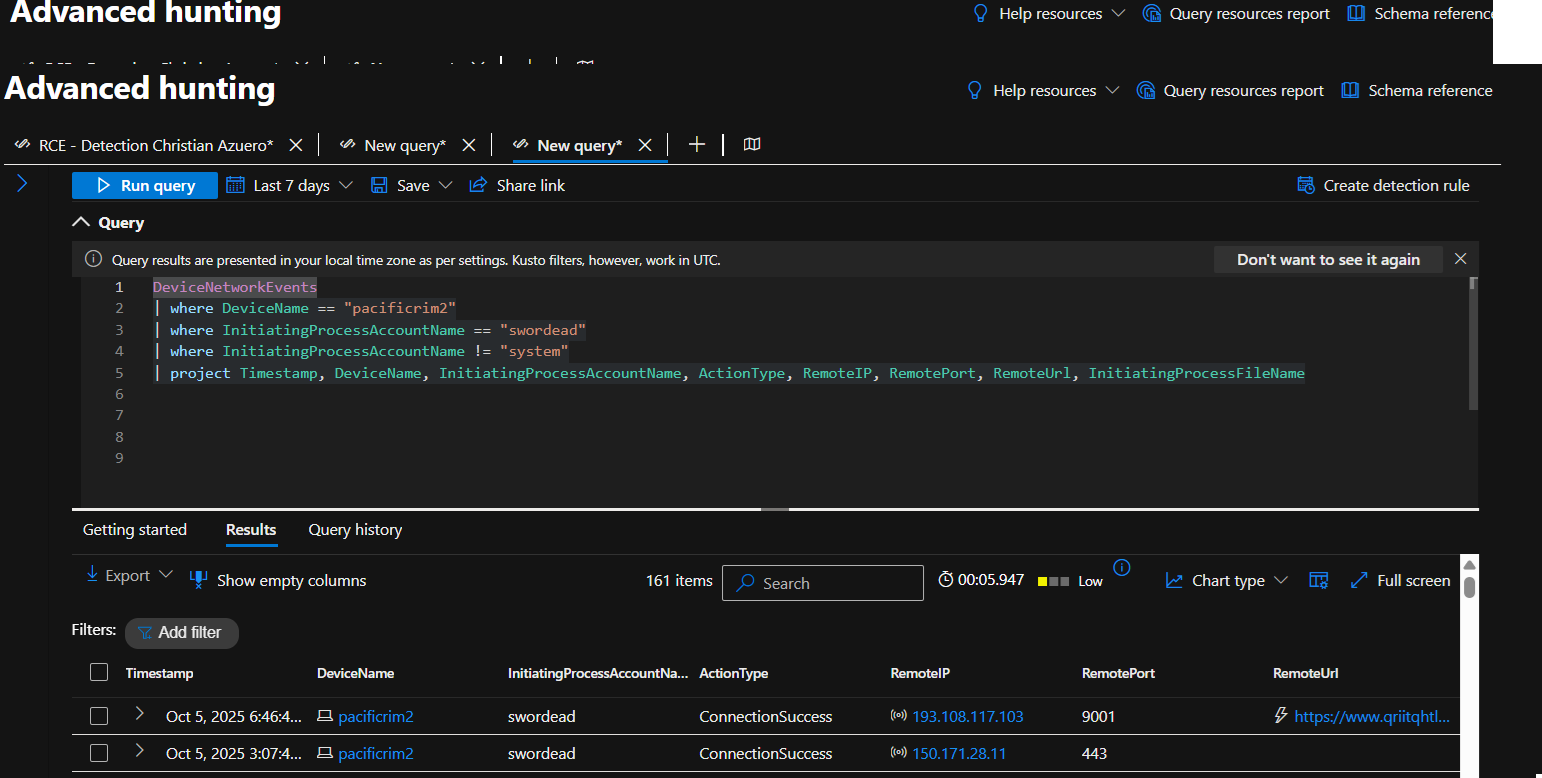 Advanced hunting
Help resources
Query resources report
Schema reference
Advanced hunting
Help resources
Query resources report
Schema reference
RCE - Detection Christian Azuero*
New query*
New query*
Run query
Last 7 days
Save
Share link
Create detection rule
Query
Query results are presented in your local time zone as per settings. Kusto filters, however, work in UTC.
Don't want to see it again
1 DeviceNetworkEvents
2 | where DeviceName == "pacificrim2"
3 | where InitiatingProcessAccountName == "swordead"
4 | where InitiatingProcessAccountName != "system"
5 | project Timestamp, DeviceName, InitiatingProcessAccountName, ActionType, RemoteIP, RemotePort, RemoteUrl, InitiatingProcessFileName
6
7
8
9
Getting started
Results
Query history
Export
Show empty columns
161 items
Search
00:05.947
Low
Chart type
Full screen
Filters:
Add filter
Timestamp DeviceName InitiatingProcessAccountNa... ActionType RemoteIP RemotePort RemoteUrl
Oct 5, 2025 6:46:4... pacificrim2 swordead ConnectionSuccess 193.108.117.103 9001 https://www.qriitqhtl...
Oct 5, 2025 3:07:4... pacificrim2 swordead ConnectionSuccess 150.171.28.11 443